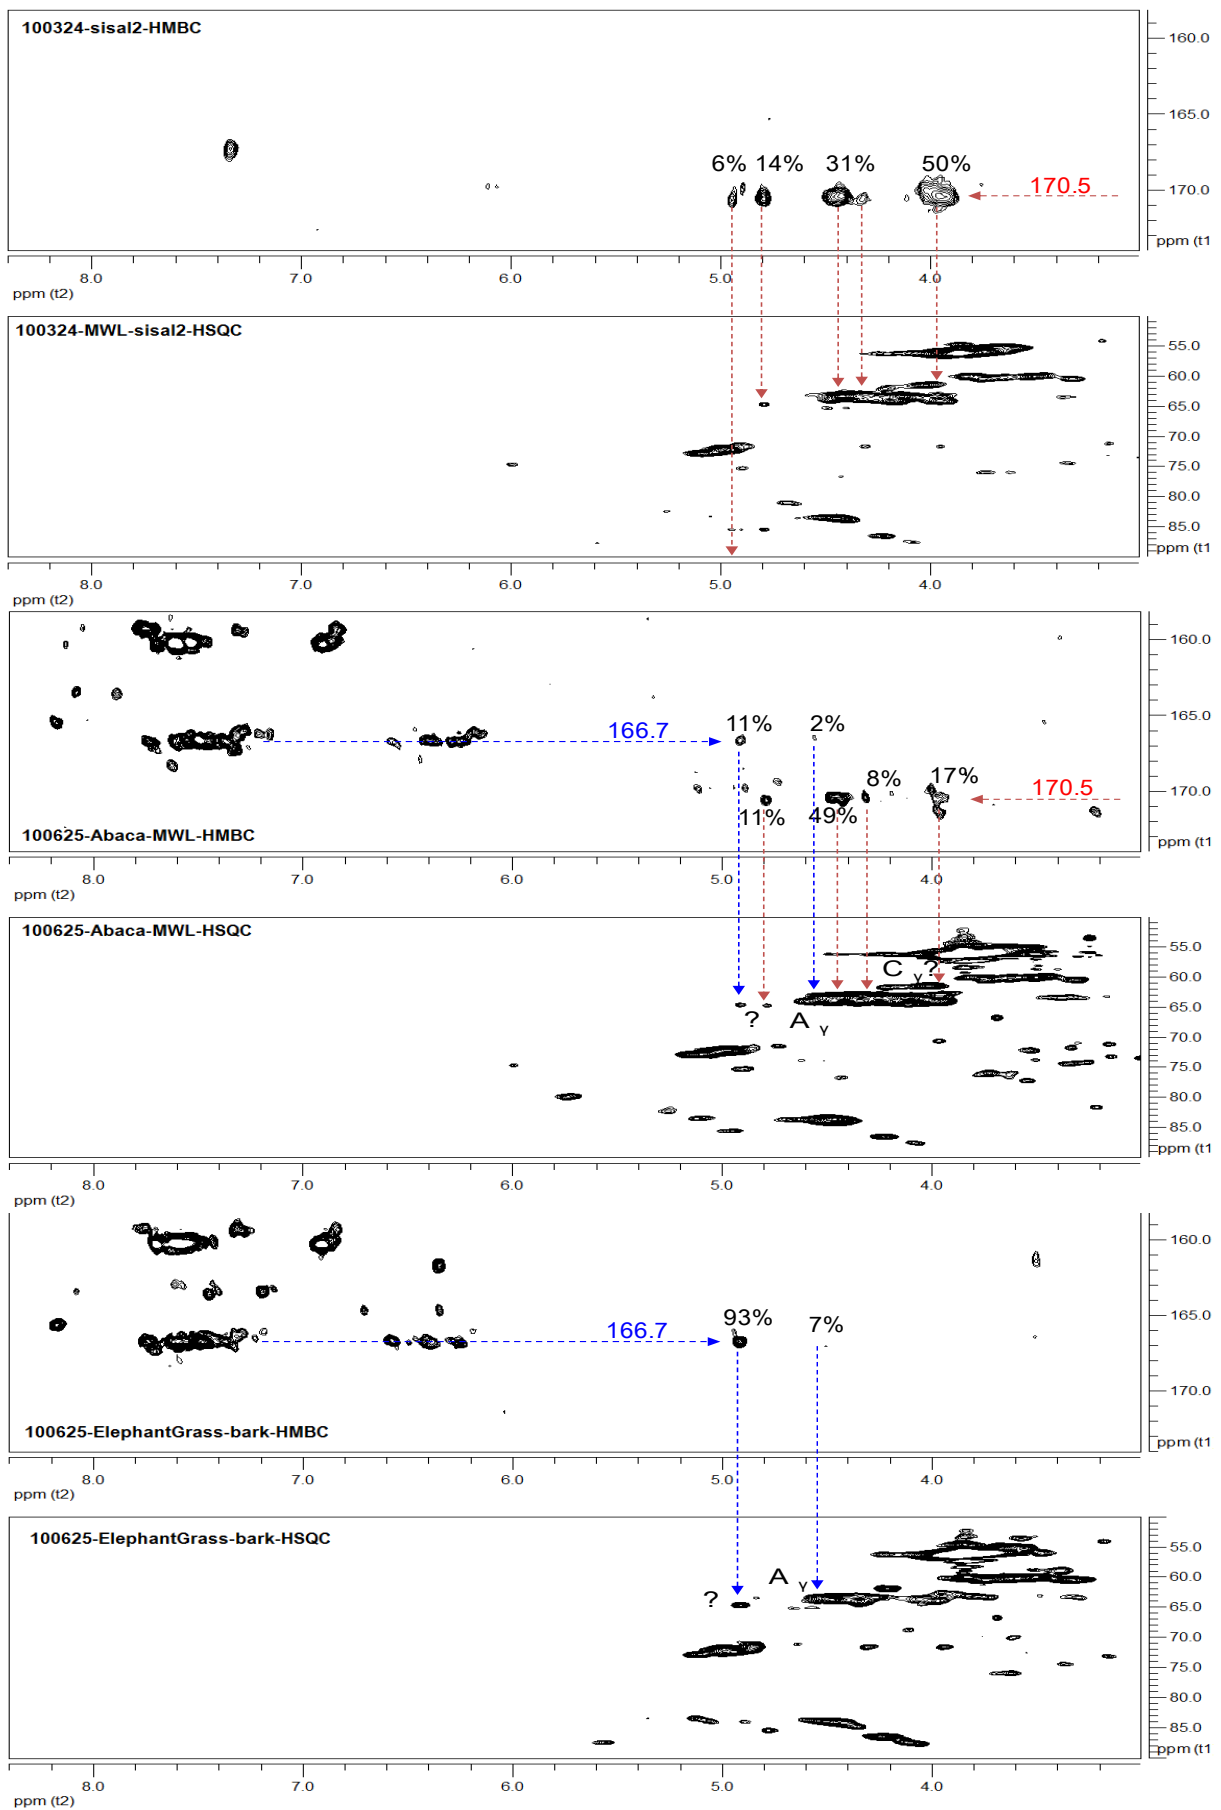 100324-sisal2-HMBC
160.0
165.0
6% 14% 31% 50%
170.0
170.5
ppm (t1
8.0 7.0 6.0 5.0 4.0
ppm (t2)
100324-MWL-sisal2-HSQC
55.0
60.0
65.0
70.0
75.0
80.0
85.0
ppm (t1
8.0 7.0 6.0 5.0 4.0
ppm (t2)
160.0
165.0
166.7 11% 2%
8% 17%
170.5
170.0
11% 49%
100625-Abaca-MWL-HMBC
ppm (t1
8.0 7.0 6.0 5.0 4.0
ppm (t2)
100625-Abaca-MWL-HSQC
55.0
C γ?
60.0
65.0
? A γ
70.0
75.0
80.0
85.0
ppm (t1
8.0 7.0 6.0 5.0 4.0
ppm (t2)
160.0
165.0
166.7 93% 7%
170.0
100625-ElephantGrass-bark-HMBC
ppm (t1
8.0 7.0 6.0 5.0 4.0
ppm (t2)
100625-ElephantGrass-bark-HSQC
55.0
A γ
60.0
?
65.0
70.0
75.0
80.0
85.0
ppm (t1
8.0 7.0 6.0 5.0 4.0
ppm (t2)